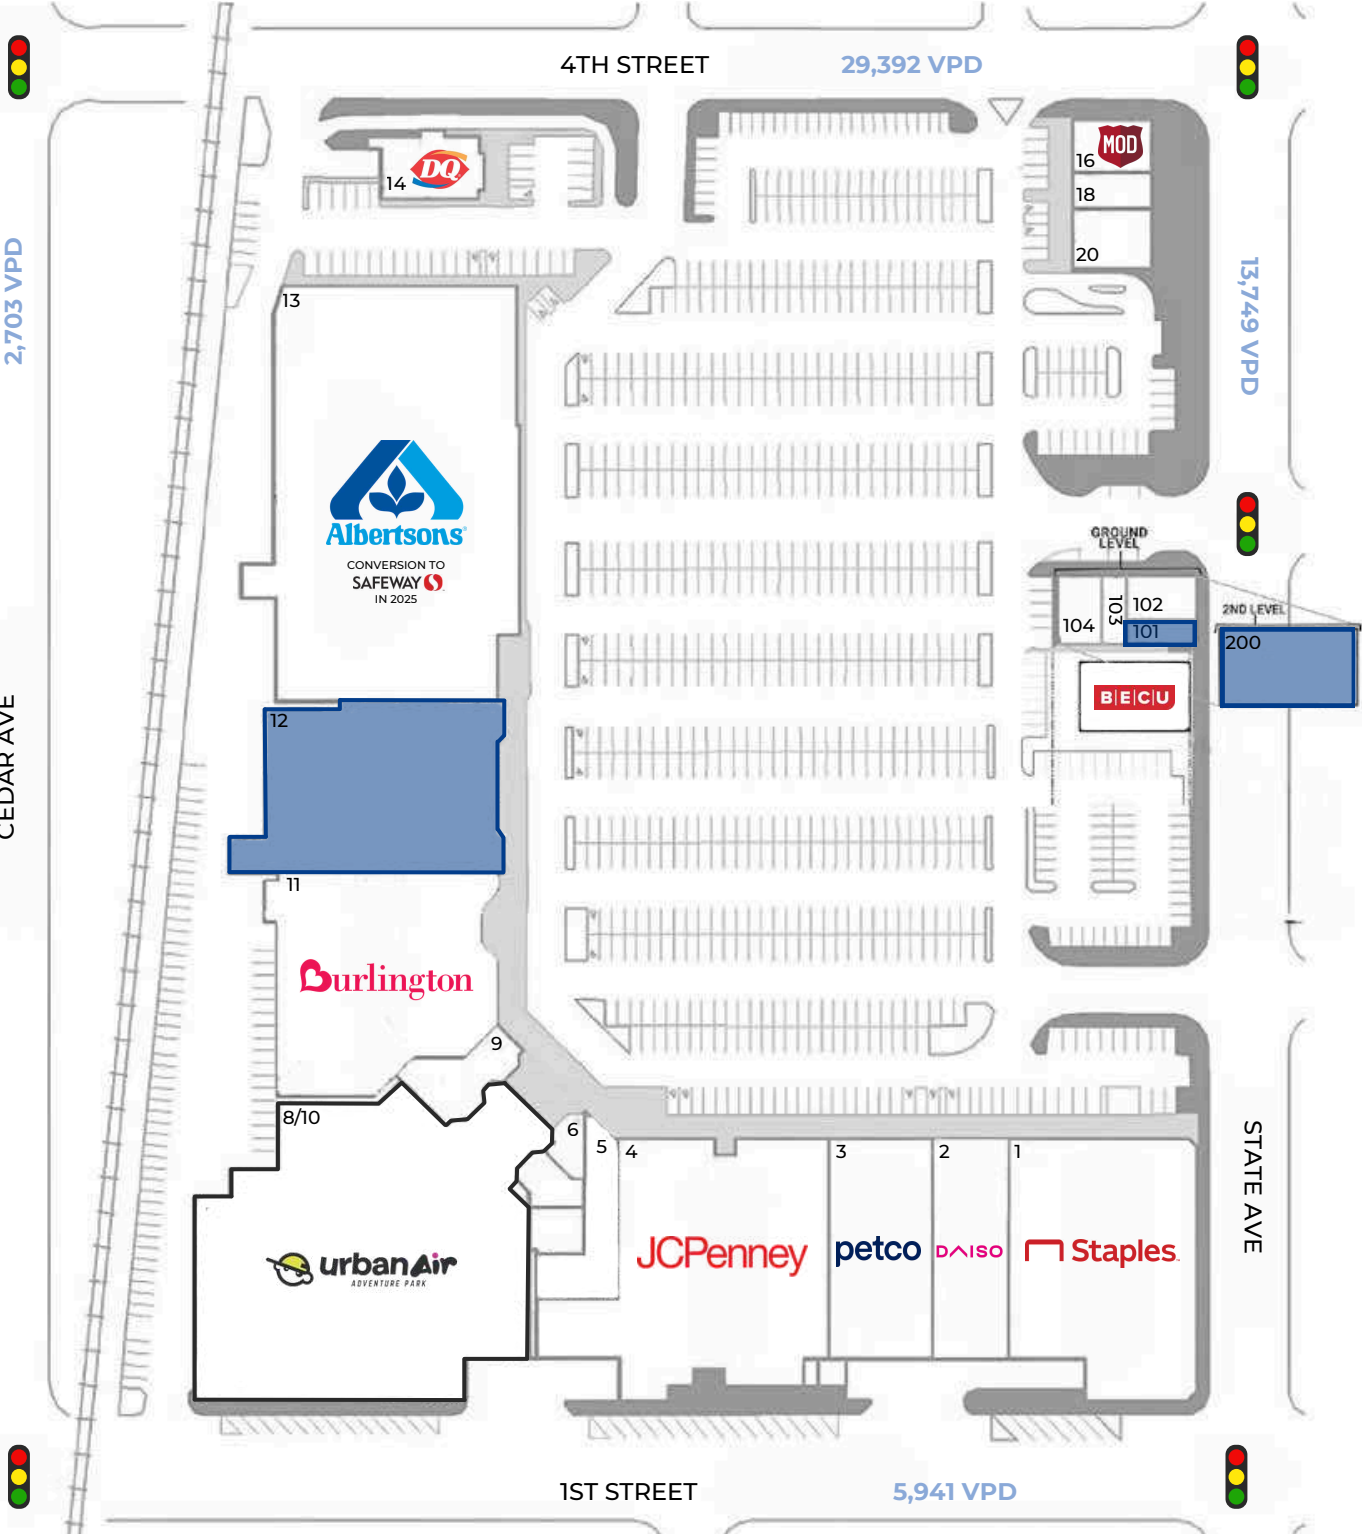 4TH STREET 29,392 VPD
2,703 VPD
13,749 VPD
CEDAR AVE
STATE AVE
14 DQ
16 MOD
18
20
13
Albertsons
CONVERSION TO
SAFEWAY
IN 2025
GROUND
LEVEL
104
103
102
101
2ND LEVEL
200
BECU
12
11
Burlington
9
8/10
urbanAir
ADVENTURE PARK
6
5
4
JCPenney
3
petco
2
DAISO
1
Staples
1ST STREET 5,941 VPD